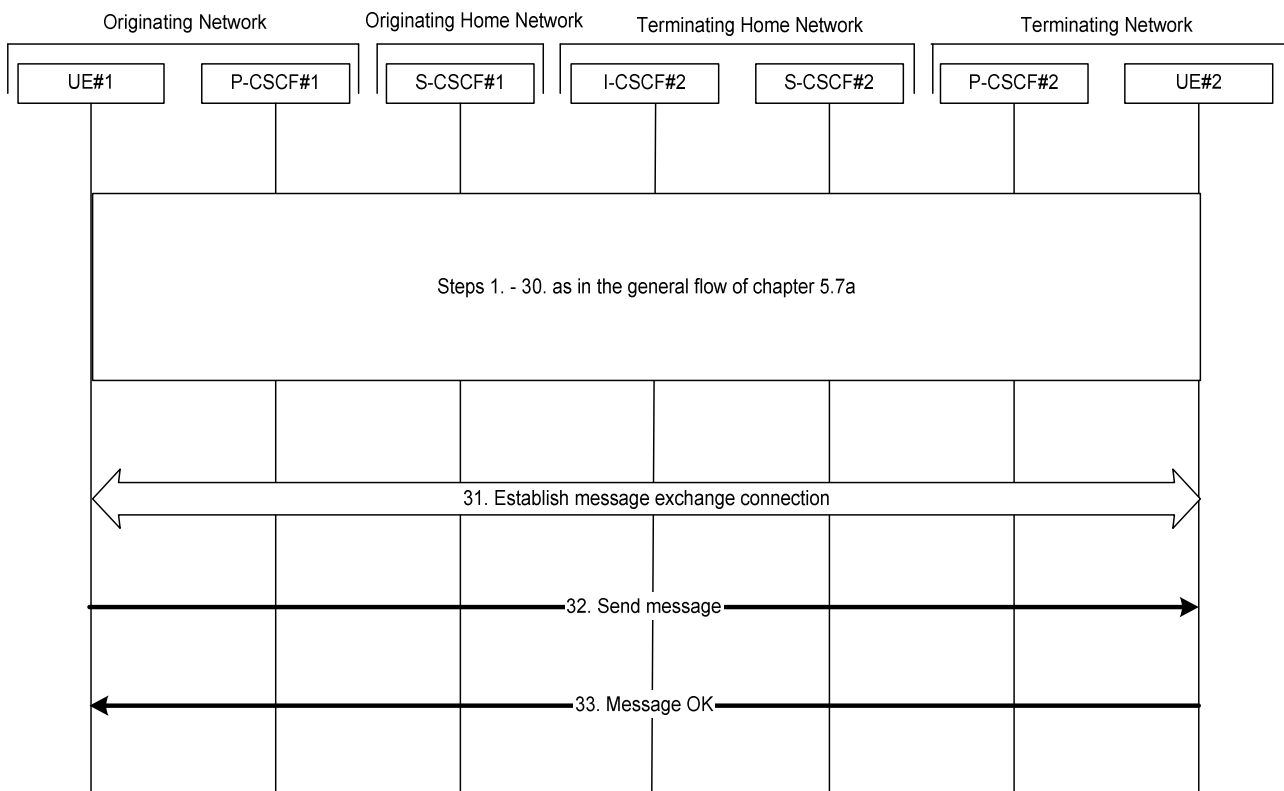 Originating Network
Originating Home Network
Terminating Home Network
Terminating Network
UE#1
P-CSCF#1
S-CSCF#1
I-CSCF#2
S-CSCF#2
P-CSCF#2
UE#2
Steps 1. - 30. as in the general flow of chapter 5.7a
31. Establish message exchange connection
32. Send message
33. Message OK